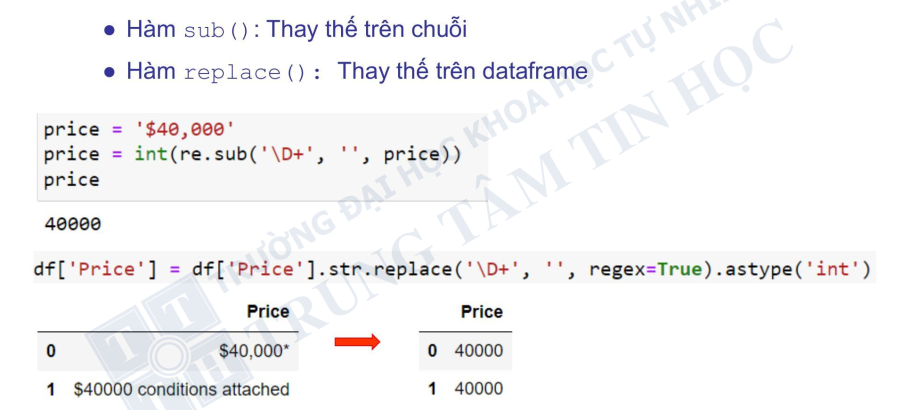 ● Hàm sub(): Thay thế trên chuỗi
● Hàm replace(): Thay thế trên dataframe
TRƯỜNG ĐẠI HỌC KHOA HỌC TỰ NHI
TRUNG TÂM TIN HỌC
price = '$40,000'
price = int(re.sub('\D+', '', price))
price
40000
df['Price'] = df['Price'].str.replace('\D+', '', regex=True).astype('int')
Price Price
0 $40,000* 0 40000
1 $40000 conditions attached 1 40000